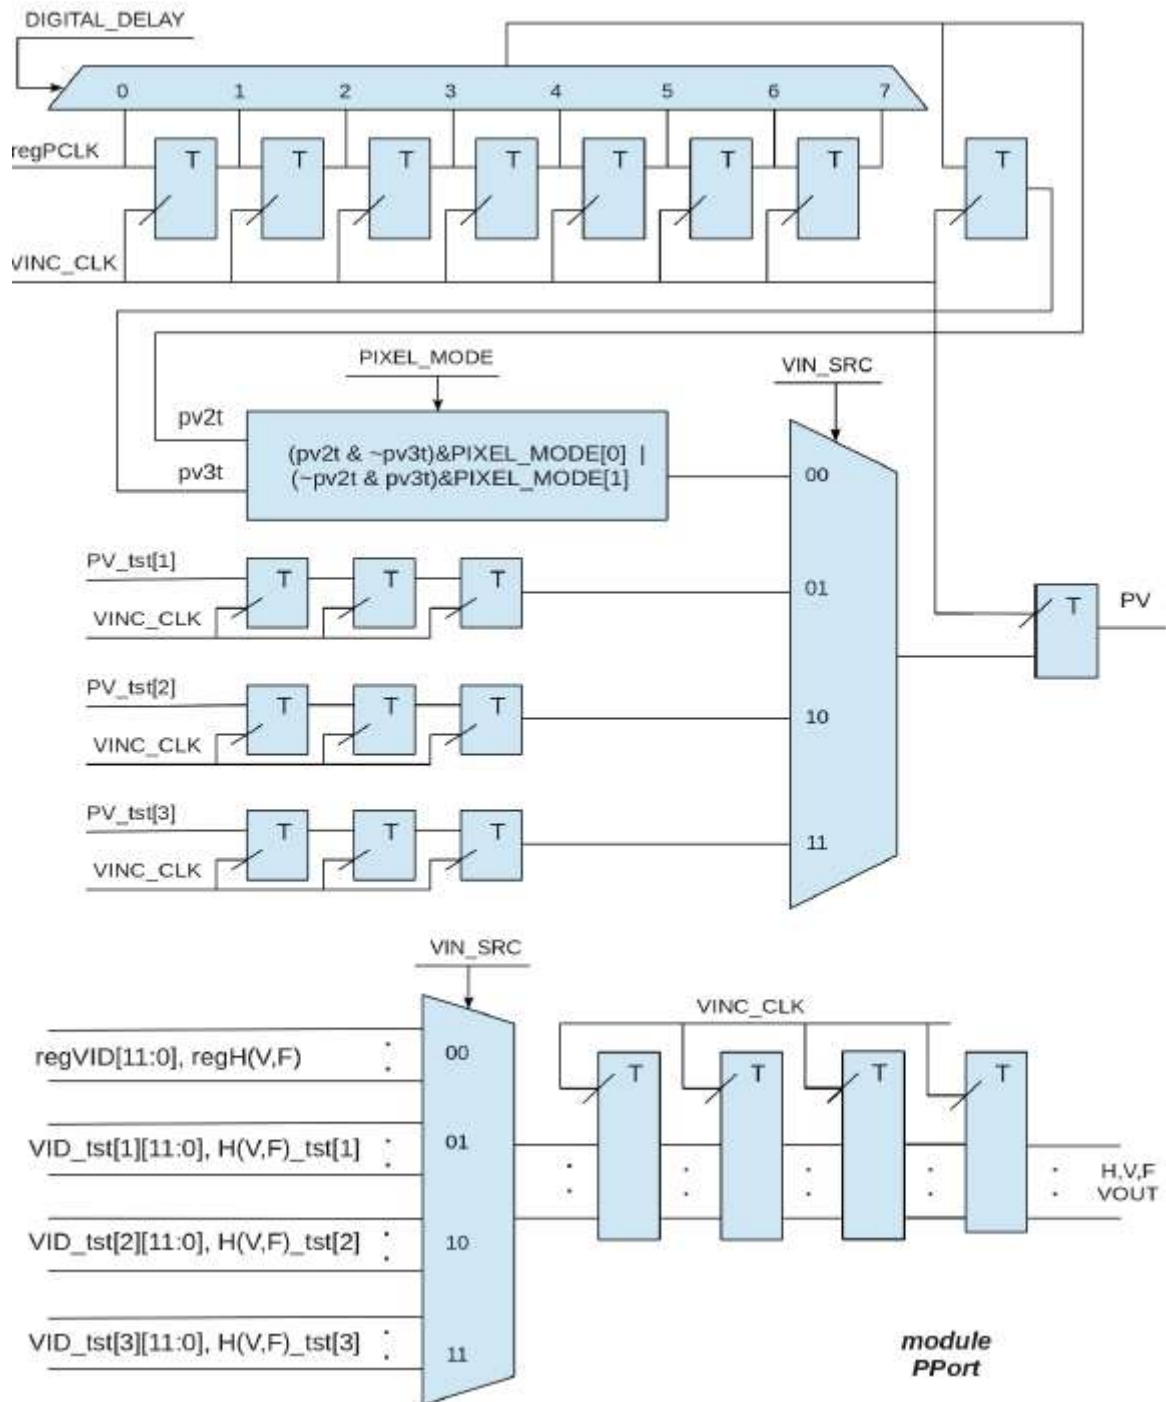 DIGITAL_DELAY
0 1 2 3 4 5 6 7
regPCLK
T T T T T T T T
VINC_CLK
PIXEL_MODE
VIN_SRC
pv2t
pv3t
(pv2t & ~pv3t)&PIXEL_MODE[0] |
(~pv2t & pv3t)&PIXEL_MODE[1]
00
PV_tst[1]
T T T
VINC_CLK
01
T
PV
PV_tst[2]
T T T
VINC_CLK
10
PV_tst[3]
T T T
VINC_CLK
11
VIN_SRC
VINC_CLK
regVID[11:0], regH(V,F)
00
T T T T
VID_tst[1][11:0], H(V,F)_tst[1]
01
H,V,F
VOUT
VID_tst[2][11:0], H(V,F)_tst[2]
10
VID_tst[3][11:0], H(V,F)_tst[3]
11
module
PPort